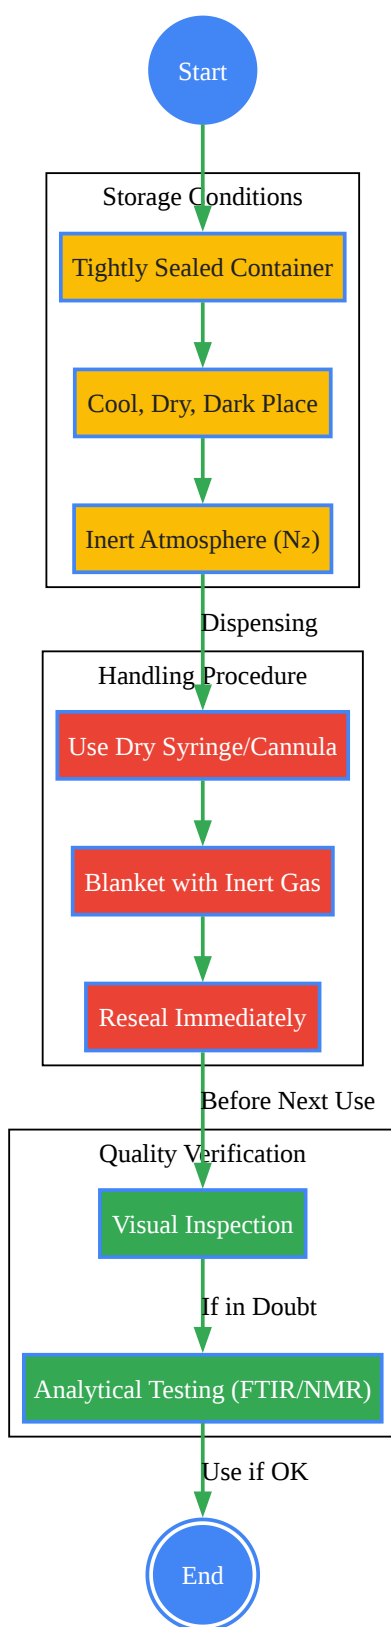 Start
Storage Conditions
Tightly Sealed Container
Cool, Dry, Dark Place
Inert Atmosphere (N₂)
Dispensing
Handling Procedure
Use Dry Syringe/Cannula
Blanket with Inert Gas
Reseal Immediately
Before Next Use
Quality Verification
Visual Inspection
If in Doubt
Analytical Testing (FTIR/NMR)
Use if OK
End